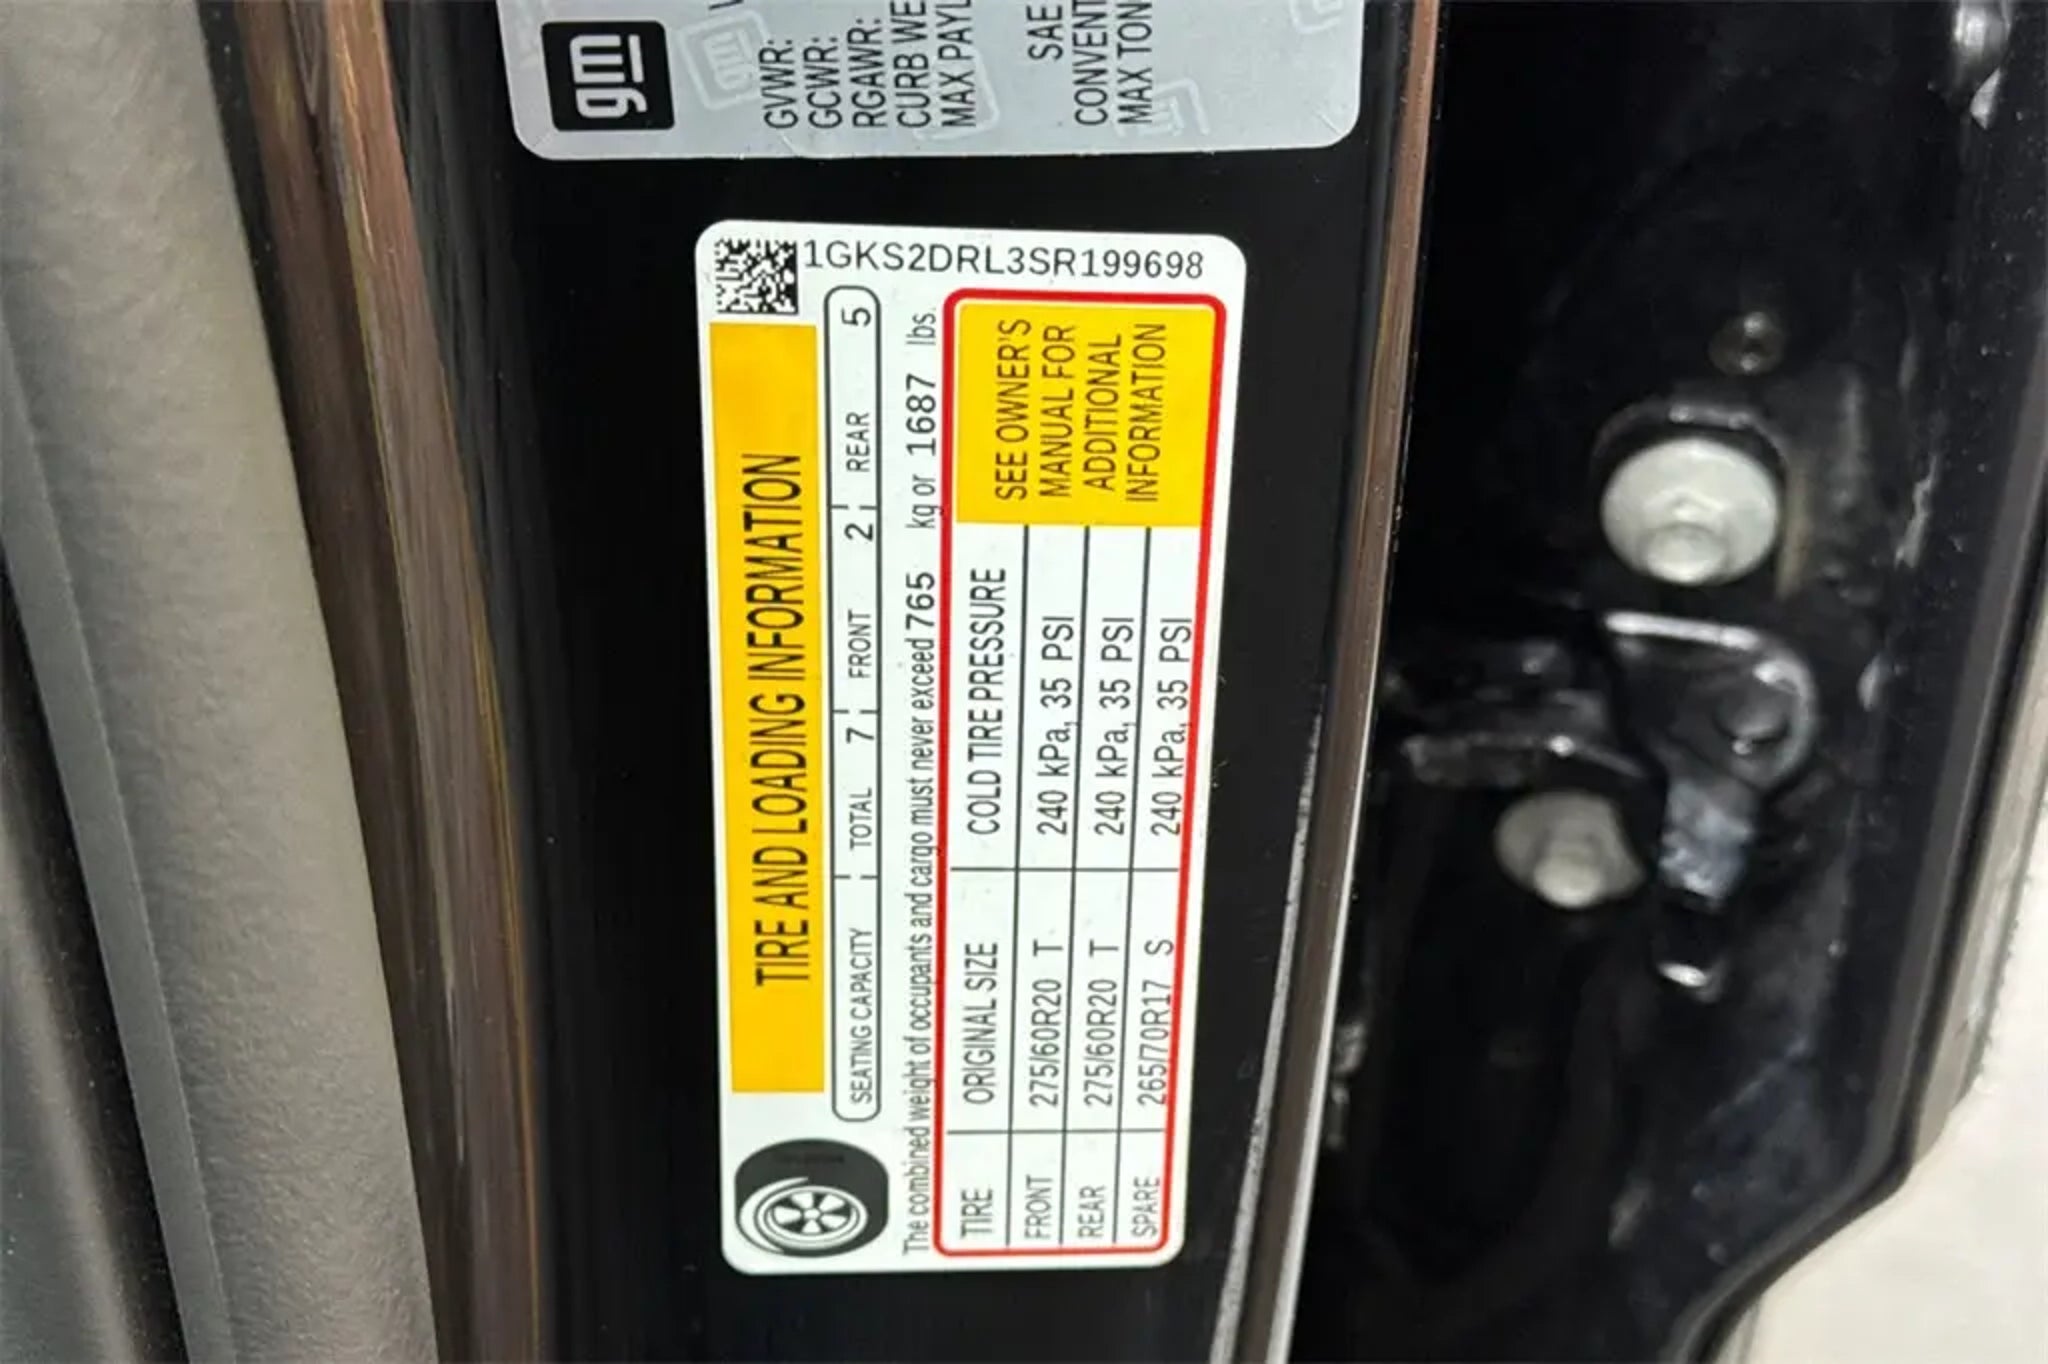 gm
GVWR:
GCWR:
RGAWR:
CURB WE
MAX PAYL
SAE
CONVENT
MAX TON
1GKS2DRL3SR199698
TIRE AND LOADING INFORMATION
SEATING CAPACITY TOTAL 7 FRONT 2 REAR 5
The combined weight of occupants and cargo must never exceed 765 kg or 1687 lbs.
TIRE ORIGINAL SIZE COLD TIRE PRESSURE
FRONT 275/60R20 T 240 kPa, 35 PSI
REAR 275/60R20 T 240 kPa, 35 PSI
SPARE 265/70R17 S 240 kPa, 35 PSI
SEE OWNER'S
MANUAL FOR
ADDITIONAL
INFORMATION